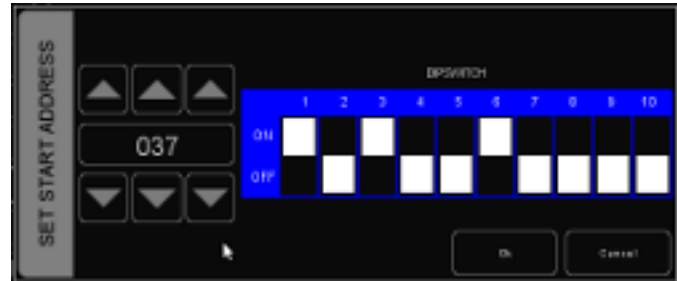 SET START ADDRESS
037
DIPSWITCH
1 2 3 4 5 6 7 8 9 10
ON
OFF
Ok
Cancel